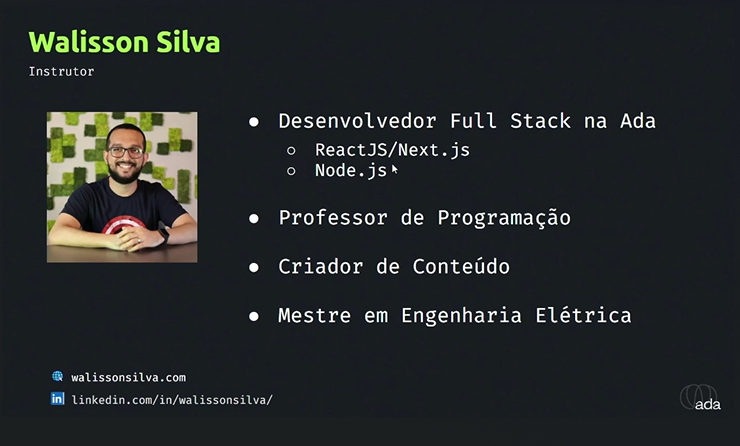 Walisson Silva
Instrutor
● Desenvolvedor Full Stack na Ada
○ ReactJS/Next.js
○ Node.js
● Professor de Programação
● Criador de Conteúdo
● Mestre em Engenharia Elétrica
walissonsilva.com
linkedin.com/in/walissonsilva/
ada